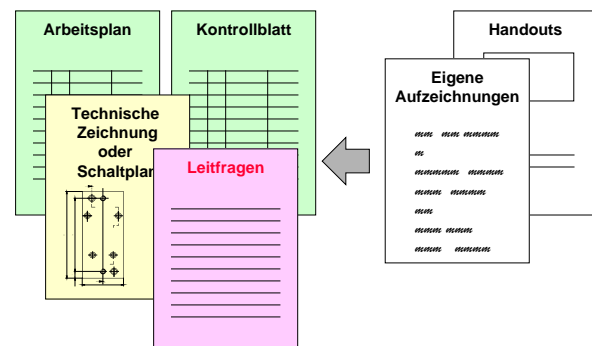 Arbeitsplan
Kontrollblatt
Handouts
Technische
Zeichnung
oder
Schaltplan
Leitfragen
Eigene
Aufzeichnungen